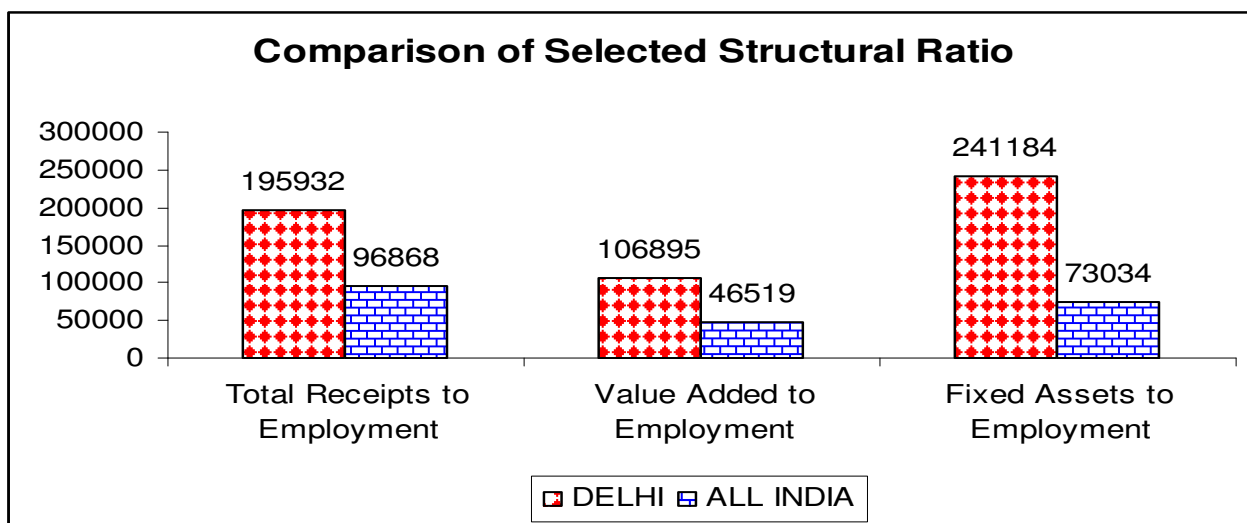 Comparison of Selected Structural Ratio
300000
250000
200000
150000
100000
50000
0
195932
96868
106895
46519
241184
73034
Total Receipts to
Employment
Value Added to
Employment
Fixed Assets to
Employment
DELHI ALL INDIA